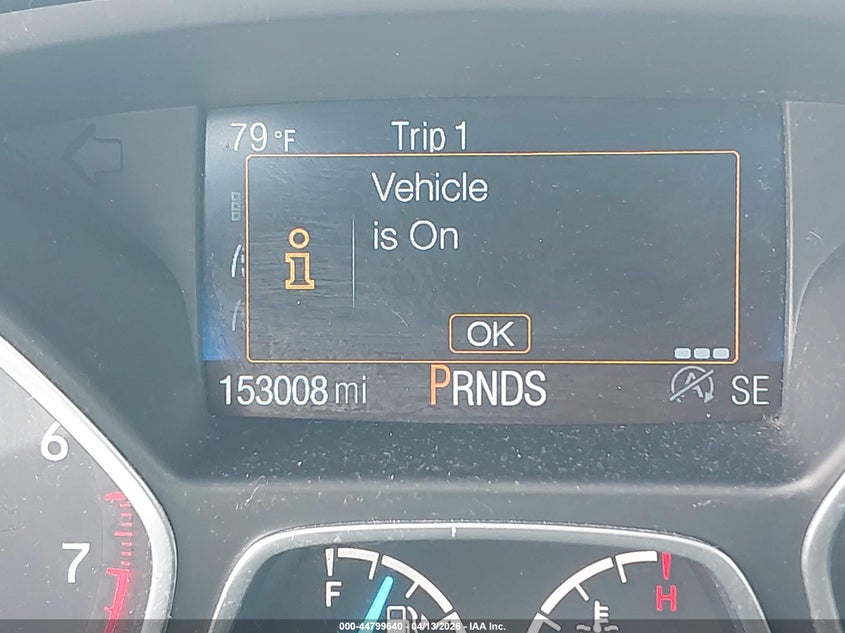 79 °F Trip 1
Vehicle
is On
OK
153008 mi PRNDS SE
6
7
F H
000-44799640 - 04/13/2026 - IAA Inc.